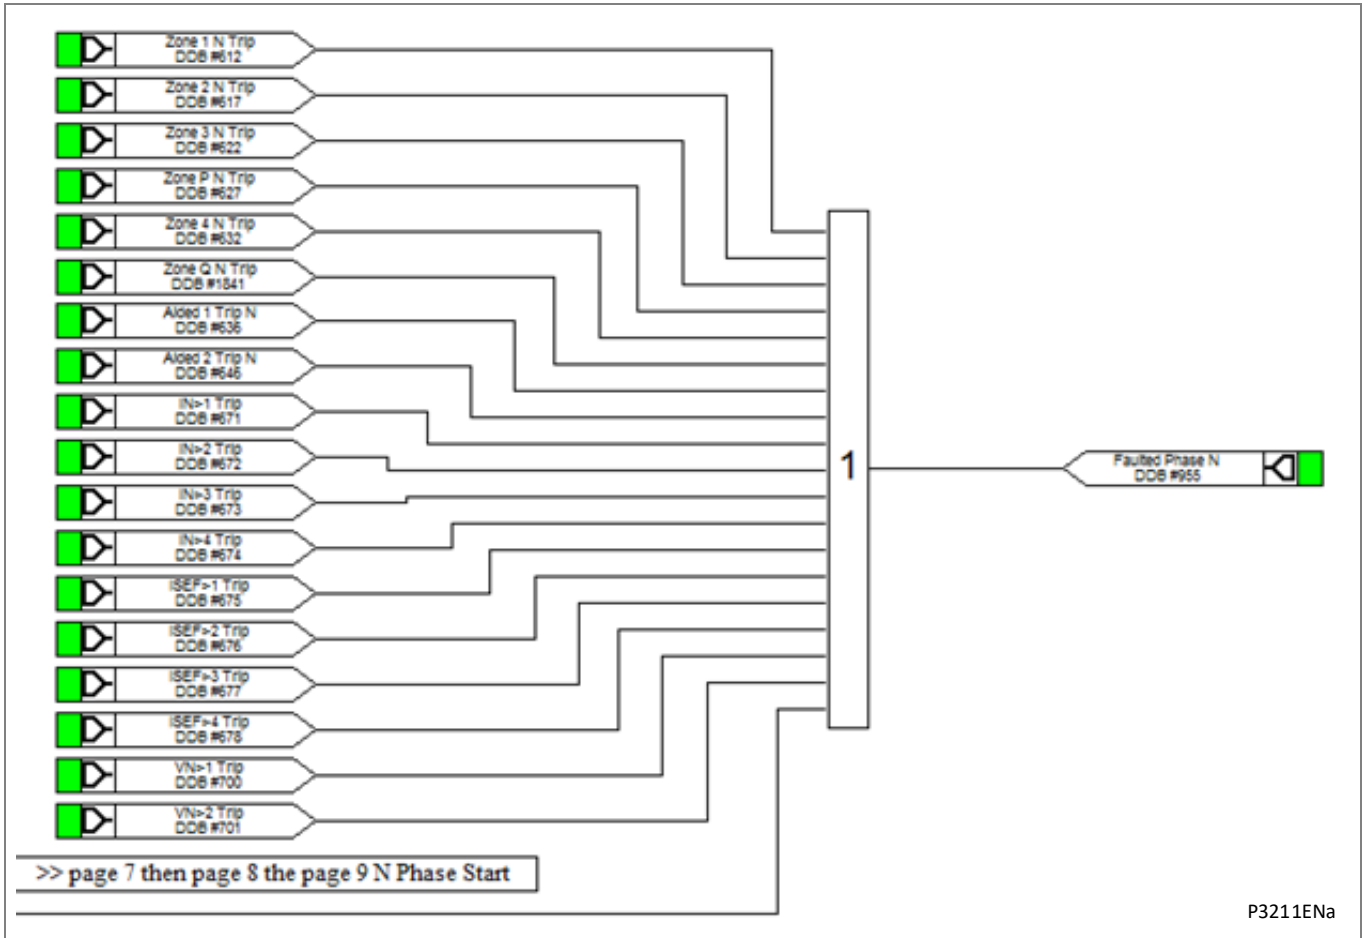 Zone 1 N Trip
DDB #612
Zone 2 N Trip
DDB #617
Zone 3 N Trip
DDB #622
Zone P N Trip
DDB #627
Zone 4 N Trip
DDB #632
Zone Q N Trip
DDB #1841
Aided 1 Trip N
DDB #636
Aided 2 Trip N
DDB #646
IN>1 Trip
DDB #671
IN>2 Trip
DDB #672
IN>3 Trip
DDB #673
IN>4 Trip
DDB #674
ISEF>1 Trip
DDB #675
ISEF>2 Trip
DDB #676
ISEF>3 Trip
DDB #677
ISEF>4 Trip
DDB #678
VN>1 Trip
DDB #700
VN>2 Trip
DDB #701
1
Faulted Phase N
DDB #955
>> page 7 then page 8 the page 9 N Phase Start
P3211ENa